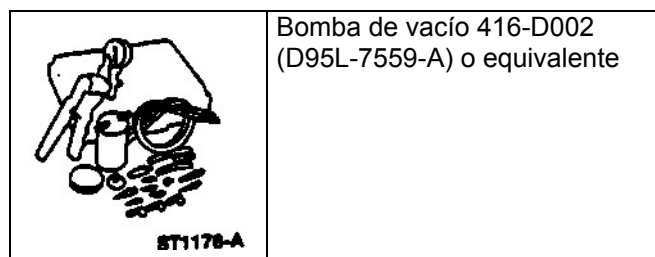 Bomba de vacío 416-D002
(D95L-7559-A) o equivalente
ST1178-A